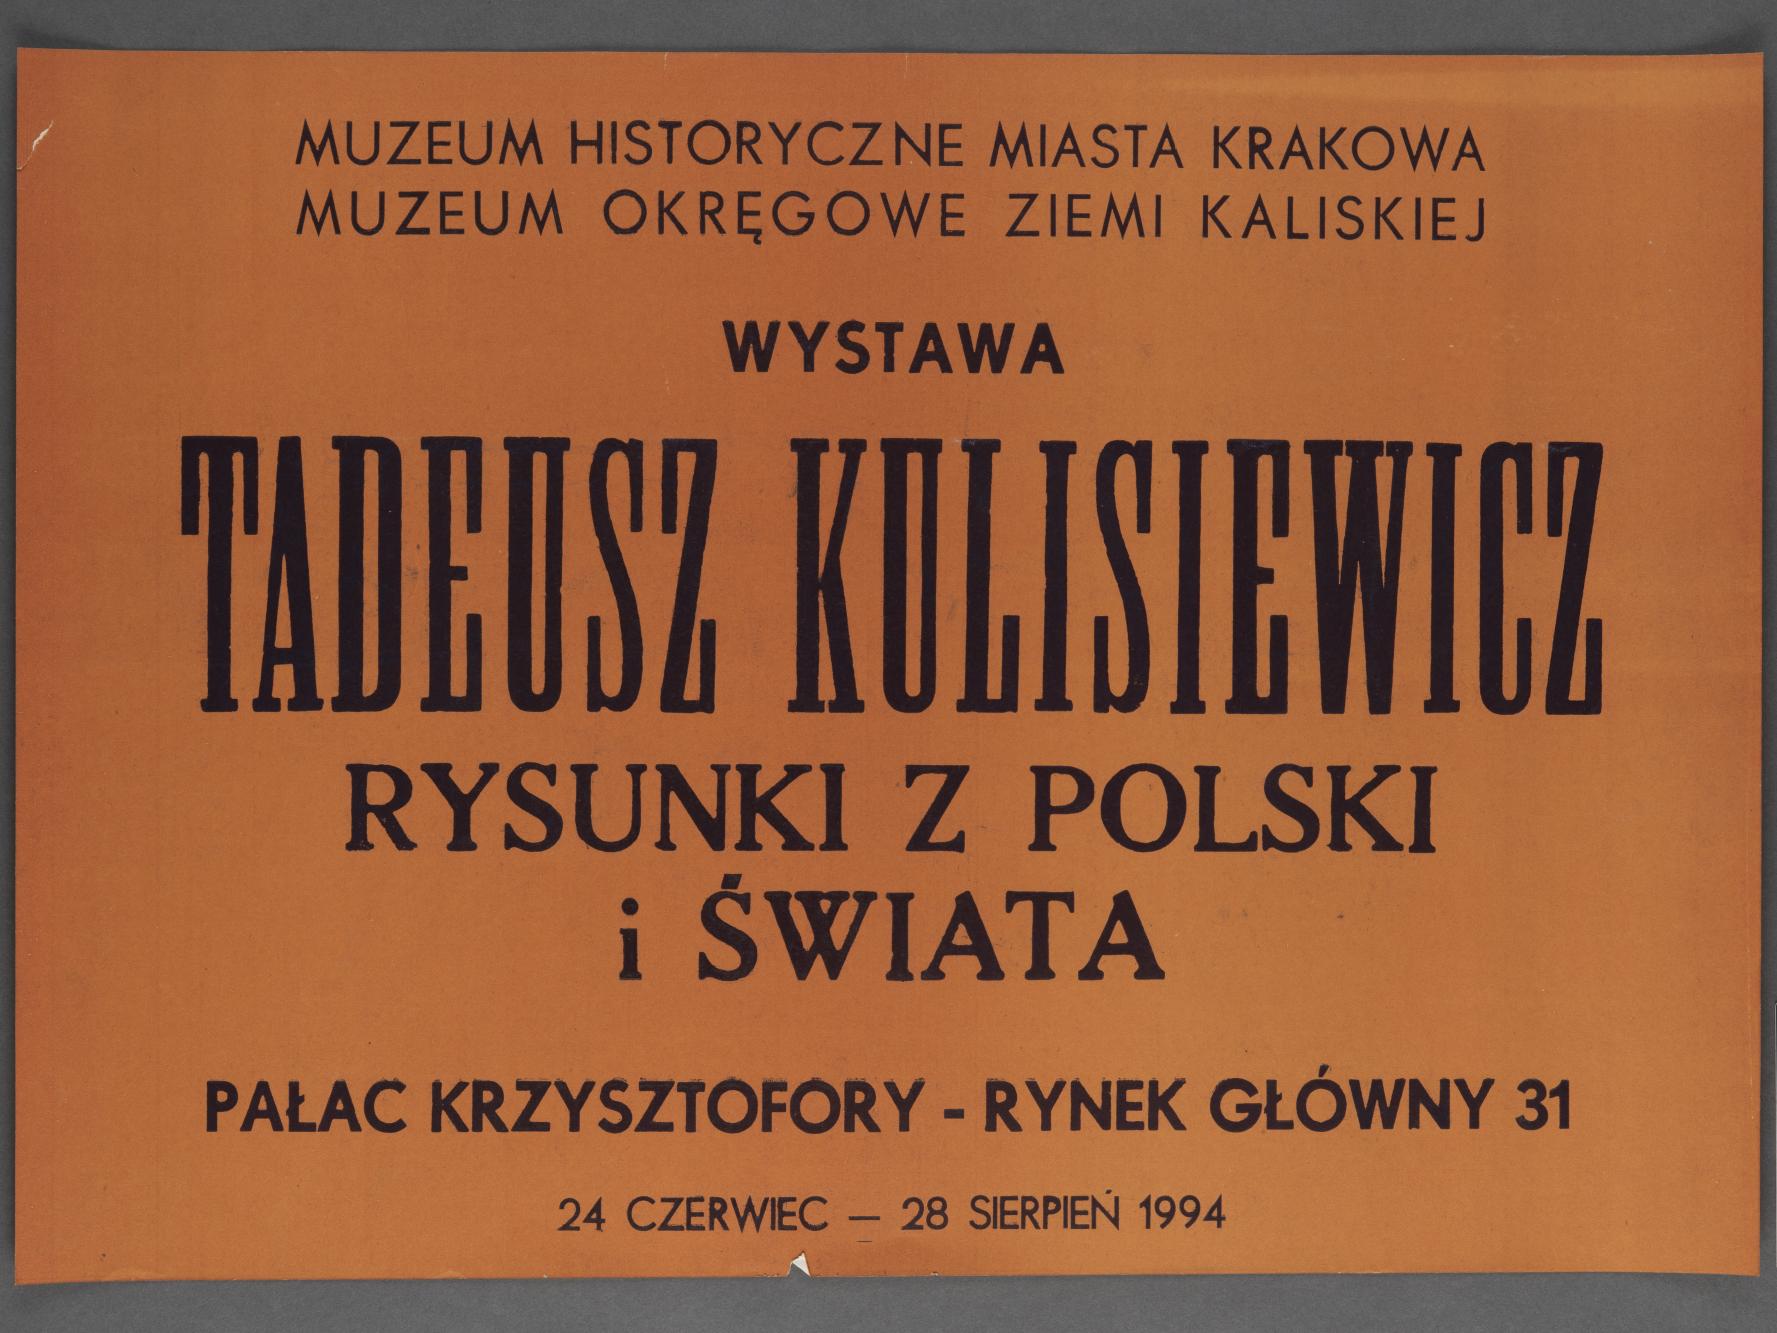 MUZEUM HISTORYCZNE MIASTA KRAKOWA
MUZEUM OKRĘGOWE ZIEMI KALISKIEJ
WYSTAWA
TADEUSZ KULISIEWICZ
RYSUNKI Z POLSKI
i ŚWIATA
PAŁAC KRZYSZTOFORY - RYNEK GŁÓWNY 31
24 CZERWIEC — 28 SIERPIEŃ 1994